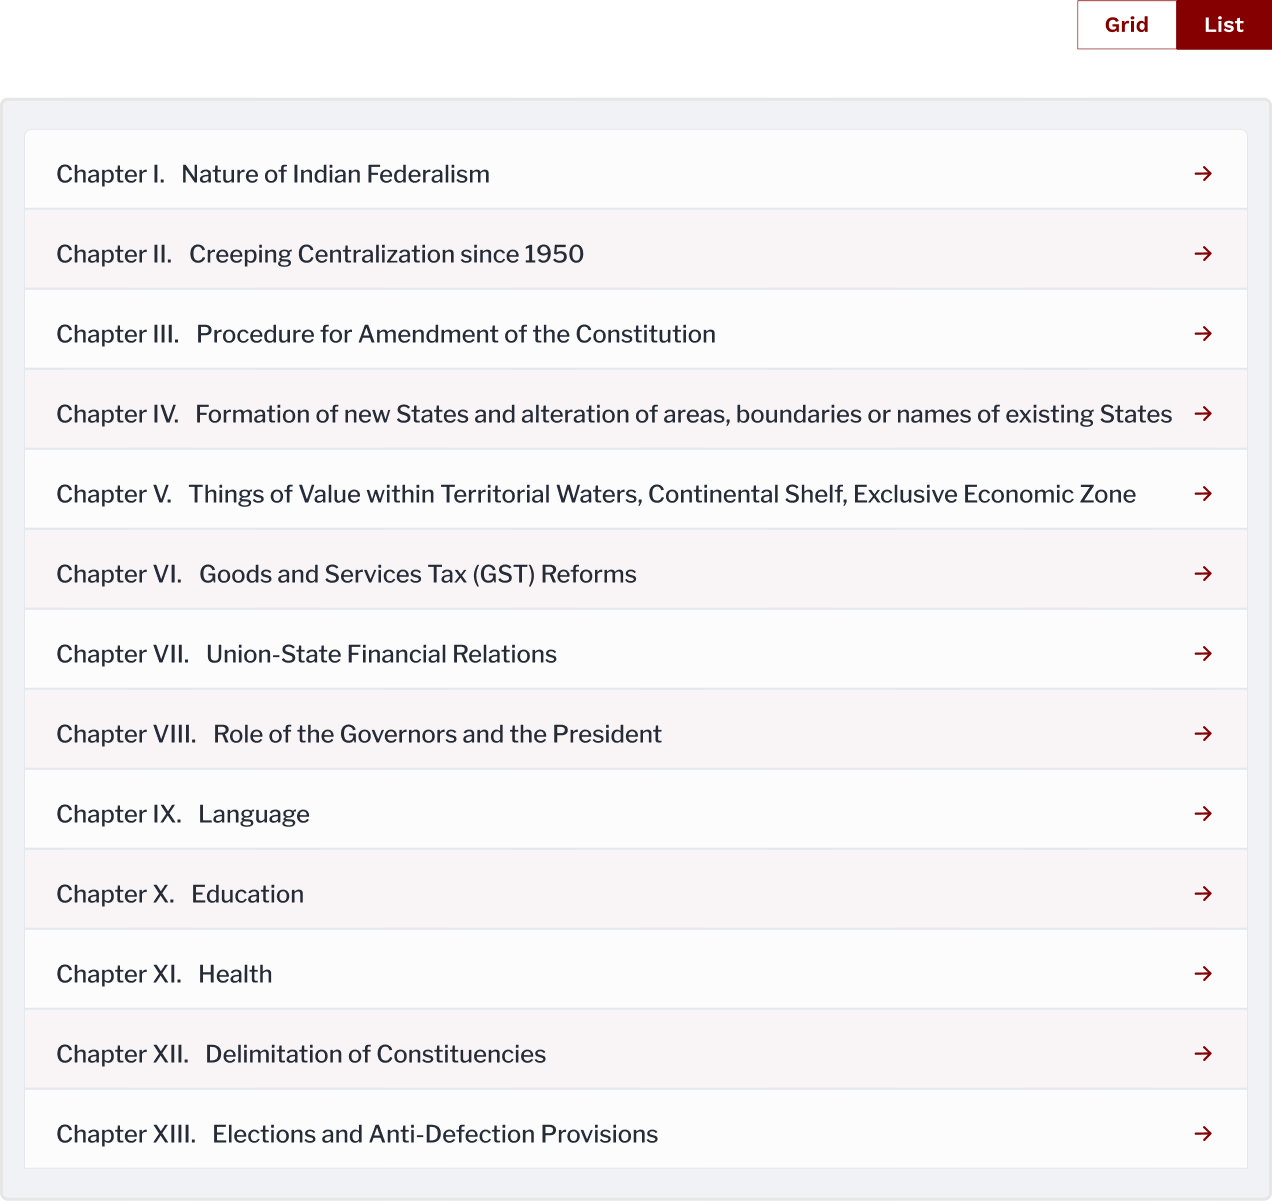 Grid List
Chapter I. Nature of Indian Federalism
Chapter II. Creeping Centralization since 1950
Chapter III. Procedure for Amendment of the Constitution
Chapter IV. Formation of new States and alteration of areas, boundaries or names of existing States
Chapter V. Things of Value within Territorial Waters, Continental Shelf, Exclusive Economic Zone
Chapter VI. Goods and Services Tax (GST) Reforms
Chapter VII. Union-State Financial Relations
Chapter VIII. Role of the Governors and the President
Chapter IX. Language
Chapter X. Education
Chapter XI. Health
Chapter XII. Delimitation of Constituencies
Chapter XIII. Elections and Anti-Defection Provisions